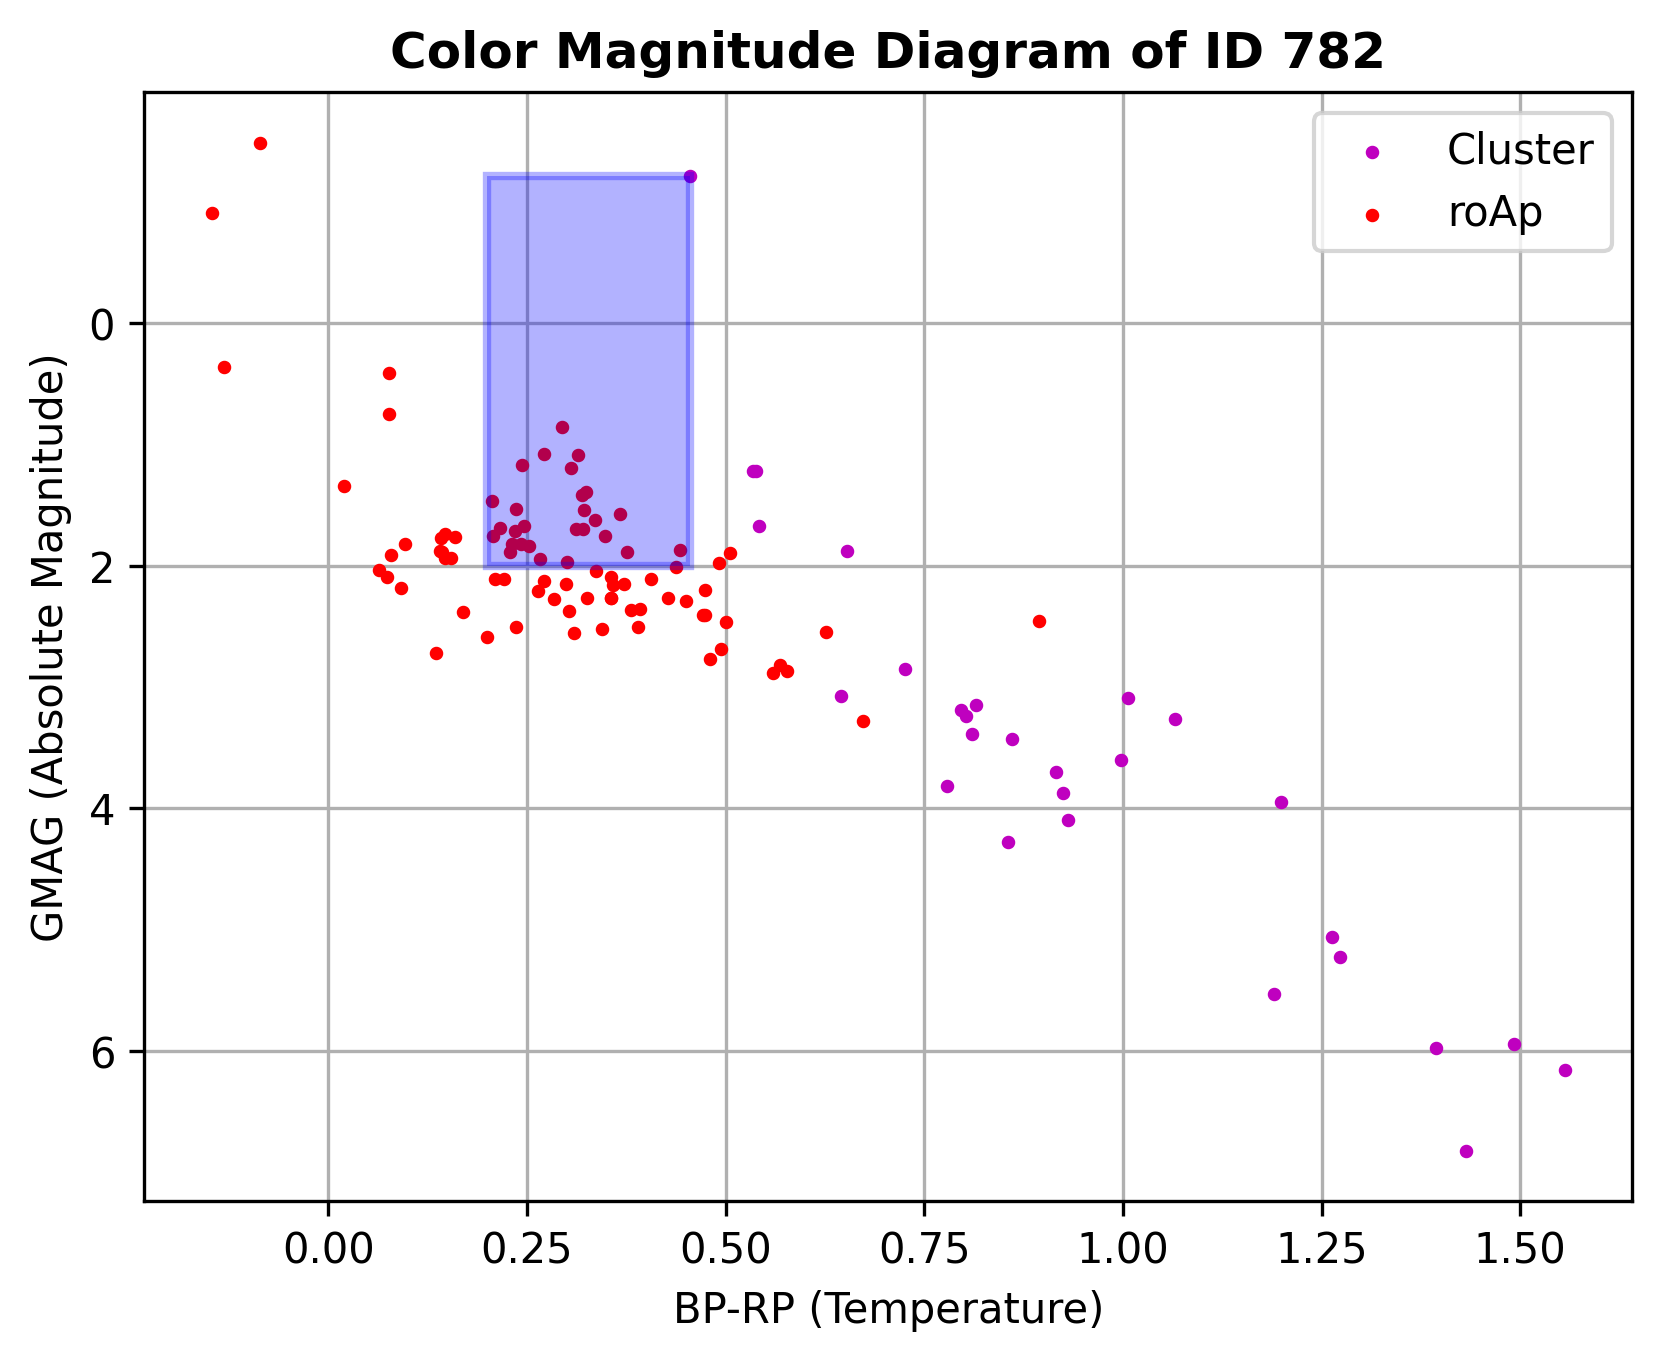 Color Magnitude Diagram of ID 782
Cluster
roAp
GMAG (Absolute Magnitude)
0
2
4
6
0.00 0.25 0.50 0.75 1.00 1.25 1.50
BP-RP (Temperature)